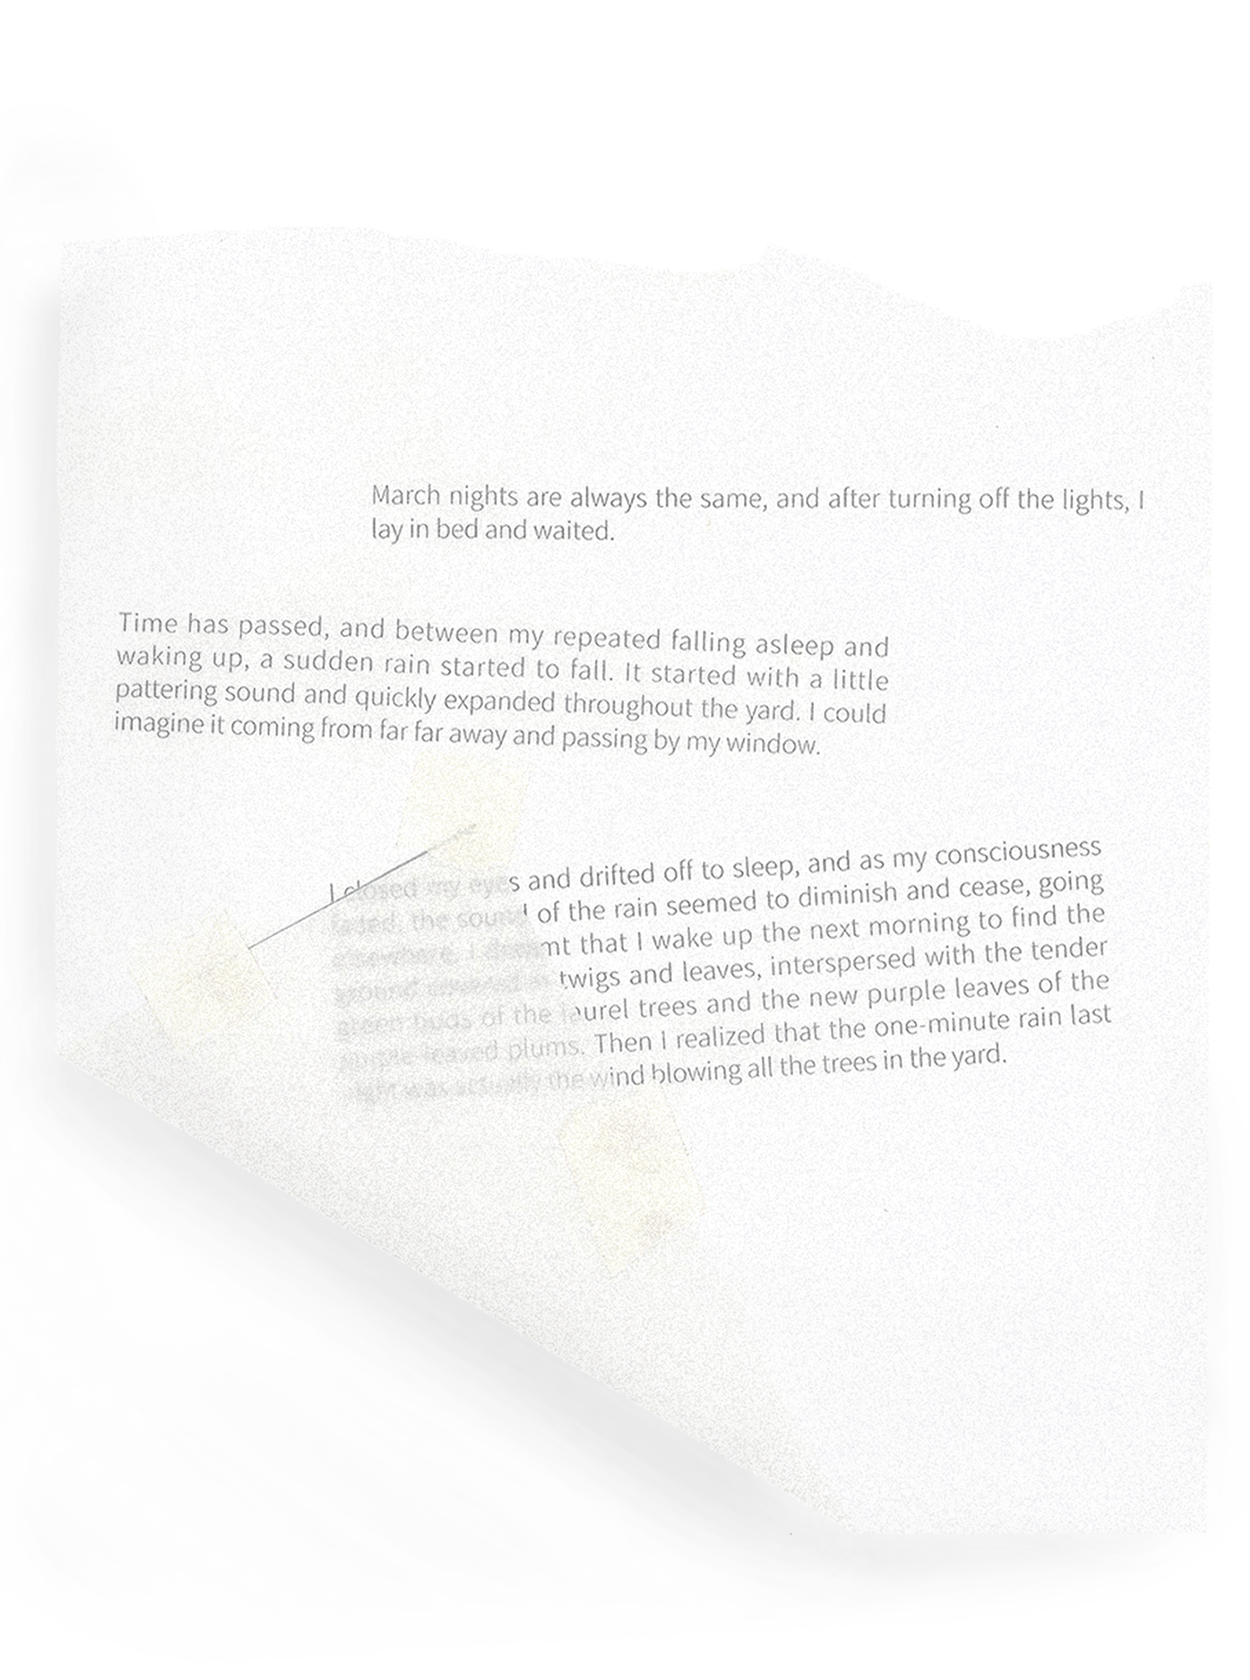 March nights are always the same, and after turning off the lights, I
lay in bed and waited.
Time has passed, and between my repeated falling asleep and
waking up, a sudden rain started to fall. It started with a little
pattering sound and quickly expanded throughout the yard. I could
imagine it coming from far far away and passing by my window.
I closed my eyes and drifted off to sleep, and as my consciousness
faded, the sound of the rain seemed to diminish and cease, going
elsewhere. I dreamt that I wake up the next morning to find the
ground covered in twigs and leaves, interspersed with the tender
green buds of the laurel trees and the new purple leaves of the
purple-leaved plums. Then I realized that the one-minute rain last
night was actually the wind blowing all the trees in the yard.